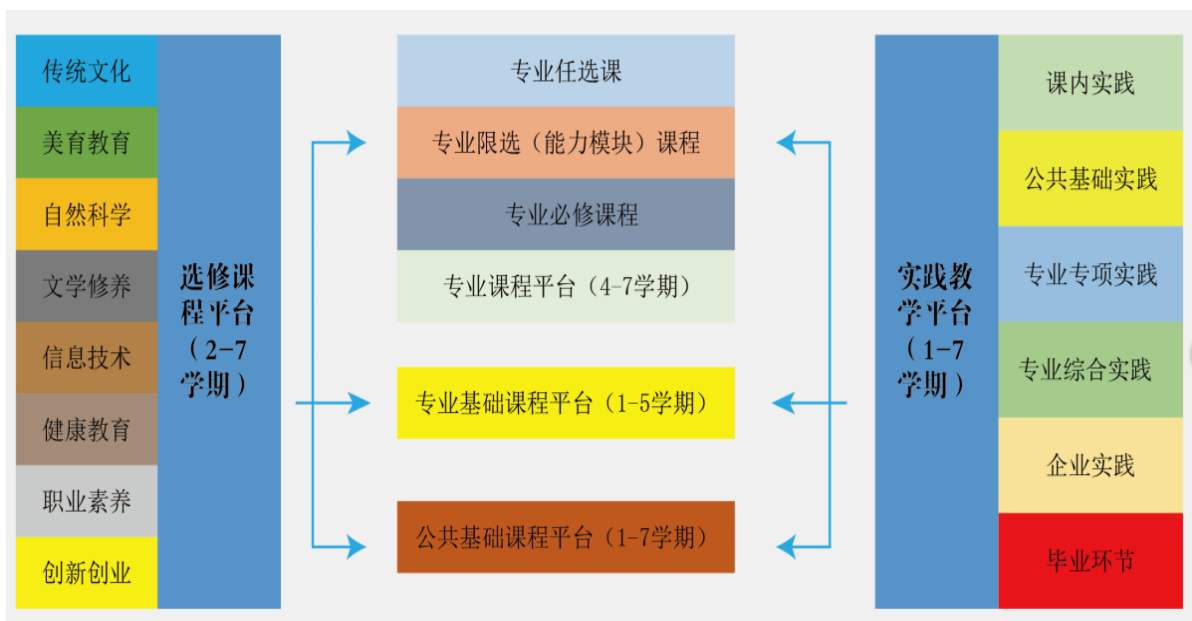 传统文化
美育教育
自然科学
文学修养
信息技术
健康教育
职业素养
创新创业
选修课
程平台
（2-7
学期）
专业任选课
专业限选（能力模块）课程
专业必修课程
专业课程平台（4-7学期）
专业基础课程平台（1-5学期）
公共基础课程平台（1-7学期）
实践教
学平台
（1-7
学期）
课内实践
公共基础实践
专业专项实践
专业综合实践
企业实践
毕业环节